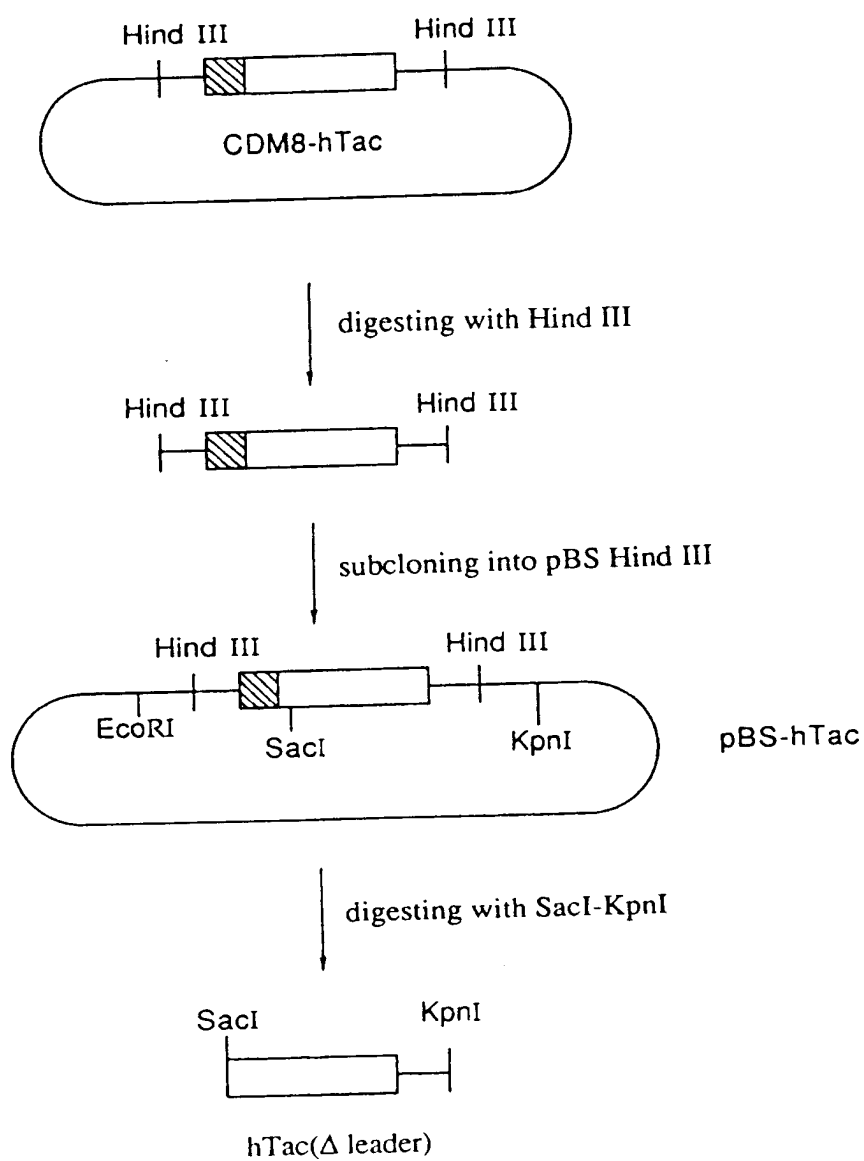 Hind III
Hind III
CDM8-hTac
digesting with Hind III
Hind III
Hind III
subcloning into pBS Hind III
Hind III
Hind III
EcoRI
SacI
KpnI
pBS-hTac
digesting with SacI-KpnI
SacI
KpnI
hTac(Δ leader)